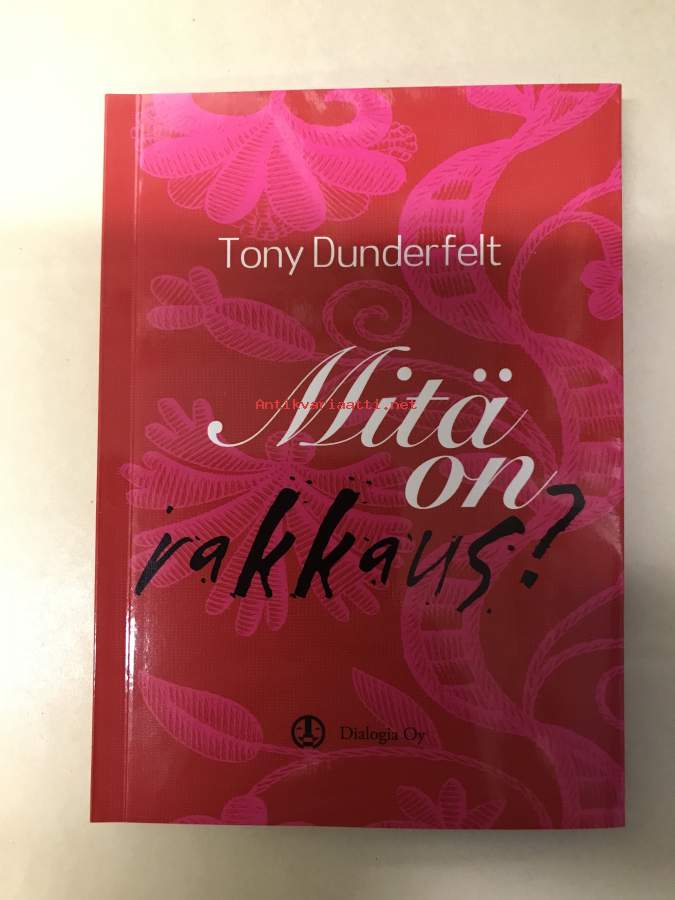 Tony Dunderfelt
Mitä
Antikvariaatti.net
on
rakkaus?
Dialogia Oy